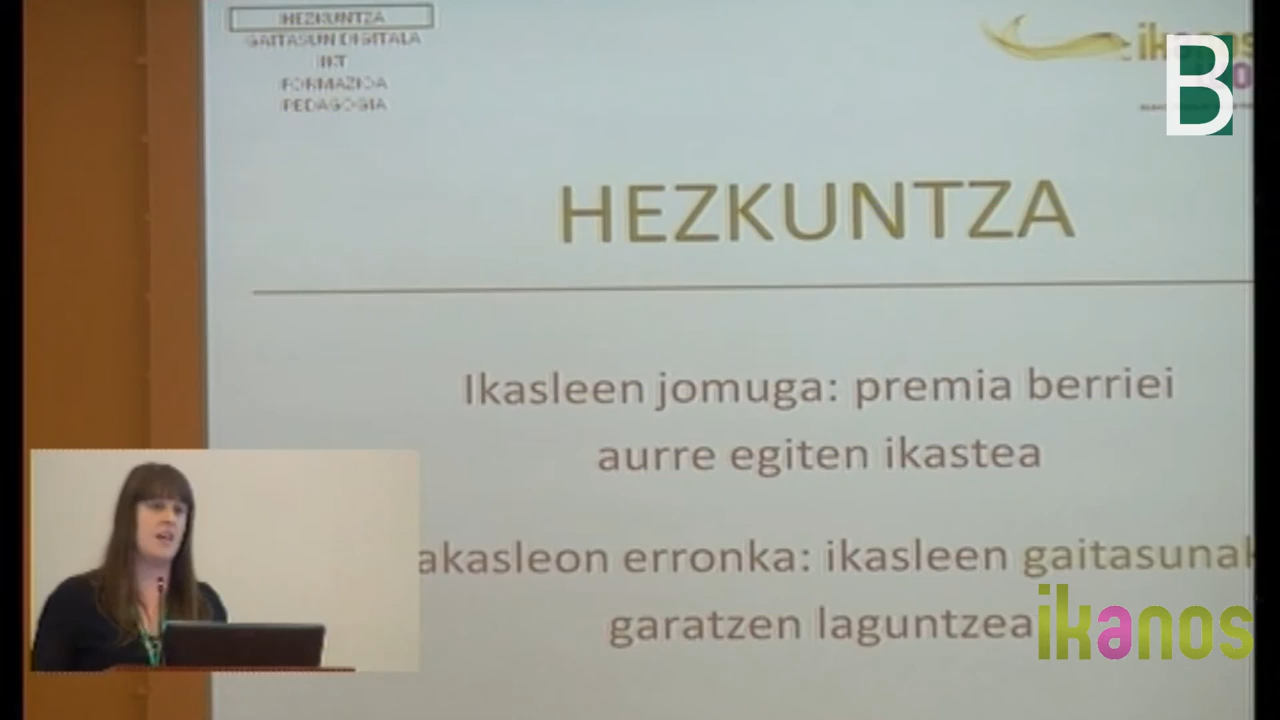 HEZKUNTZA
GAITASUN DIGITALA
IKT
FORMAZIOA
PEDAGOGIA
ikanos
B
HEZKUNTZA
Ikasleen jomuga: premia berriei
aurre egiten ikastea
akasleon erronka: ikasleen gaitasunak
garatzen laguntzea
ikanos